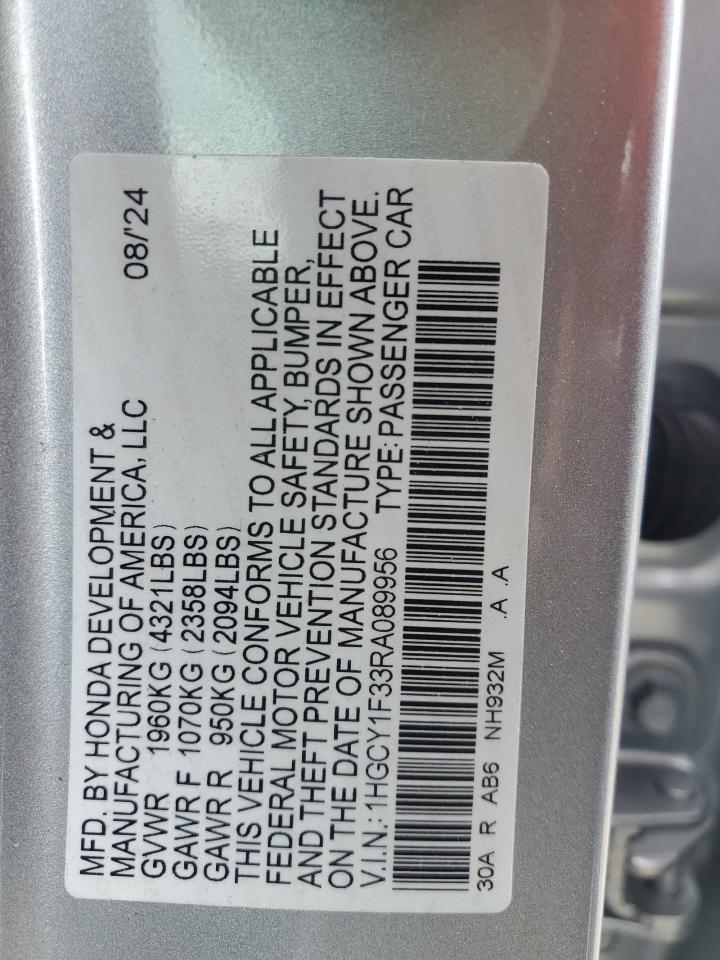 MFD. BY HONDA DEVELOPMENT &
MANUFACTURING OF AMERICA, LLC 08/'24
GVWR 1960KG (4321LBS)
GAWR F 1070KG (2358LBS)
GAWR R 950KG (2094LBS)
THIS VEHICLE CONFORMS TO ALL APPLICABLE
FEDERAL MOTOR VEHICLE SAFETY, BUMPER,
AND THEFT PREVENTION STANDARDS IN EFFECT
ON THE DATE OF MANUFACTURE SHOWN ABOVE.
V.I.N.: 1HGCY1F33RA089956 TYPE: PASSENGER CAR
30A R AB6 NH932M .A .A